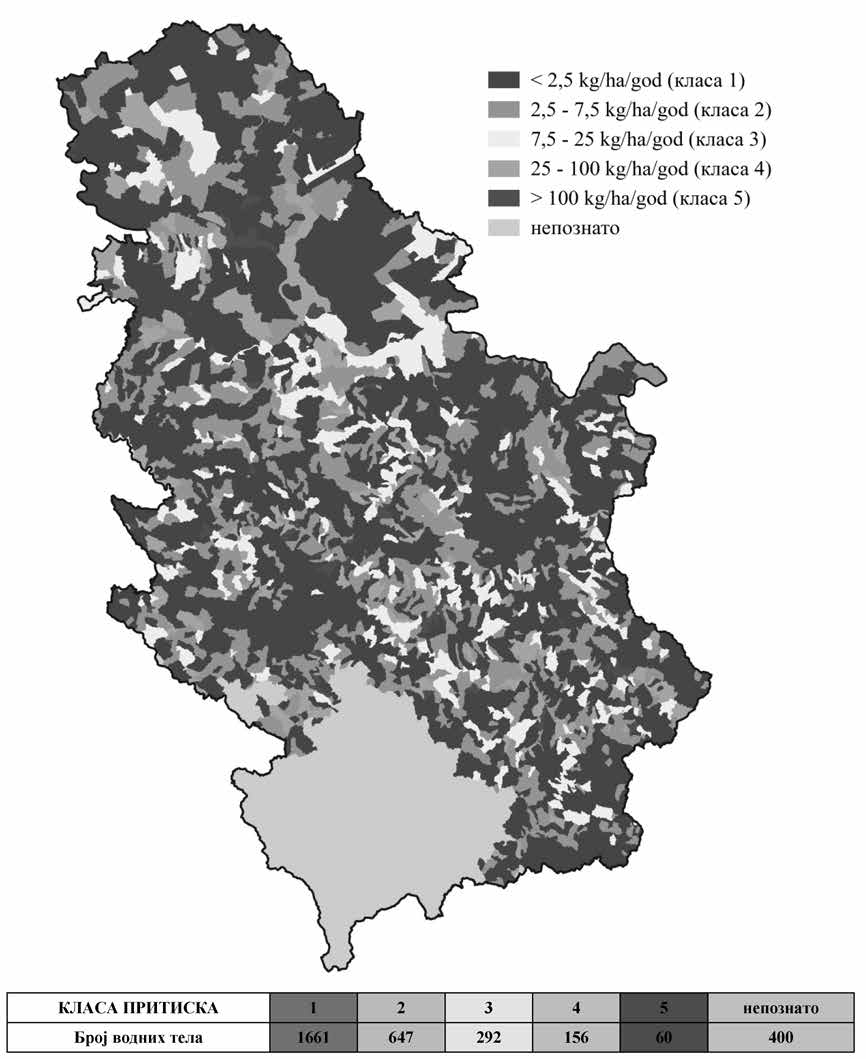 < 2,5 kg/ha/god (класа 1)
2,5 - 7,5 kg/ha/god (класа 2)
7,5 - 25 kg/ha/god (класа 3)
25 - 100 kg/ha/god (класа 4)
> 100 kg/ha/god (класа 5)
непознато
КЛАСА ПРИТИСКА 1 2 3 4 5 непознато
Број водних тела 1661 647 292 156 60 400